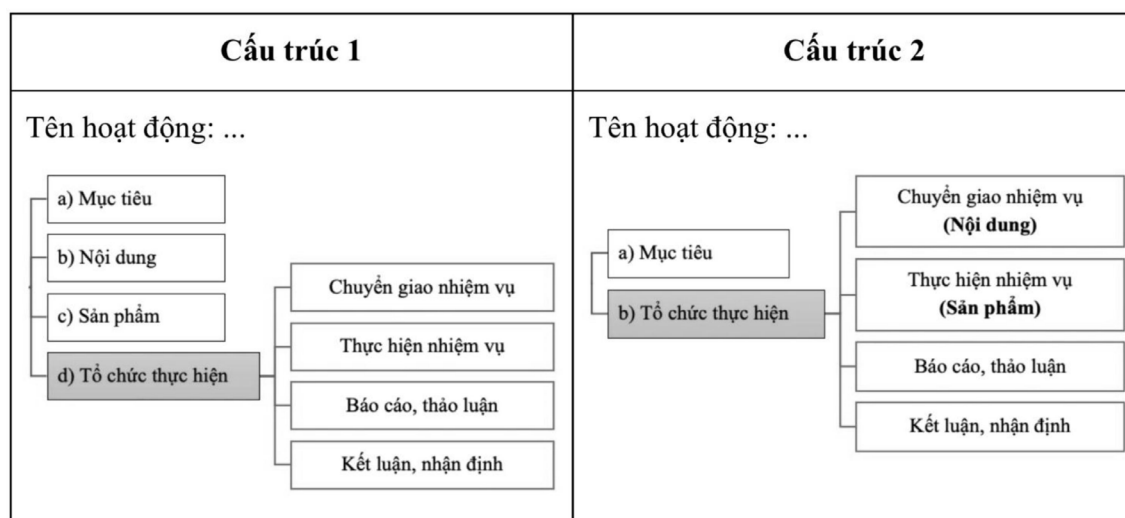 Cấu trúc 1
Cấu trúc 2
Tên hoạt động: ...
a) Mục tiêu
b) Nội dung
c) Sản phẩm
d) Tổ chức thực hiện
Chuyển giao nhiệm vụ
Thực hiện nhiệm vụ
Báo cáo, thảo luận
Kết luận, nhận định
Tên hoạt động: ...
a) Mục tiêu
b) Tổ chức thực hiện
Chuyển giao nhiệm vụ
(Nội dung)
Thực hiện nhiệm vụ
(Sản phẩm)
Báo cáo, thảo luận
Kết luận, nhận định